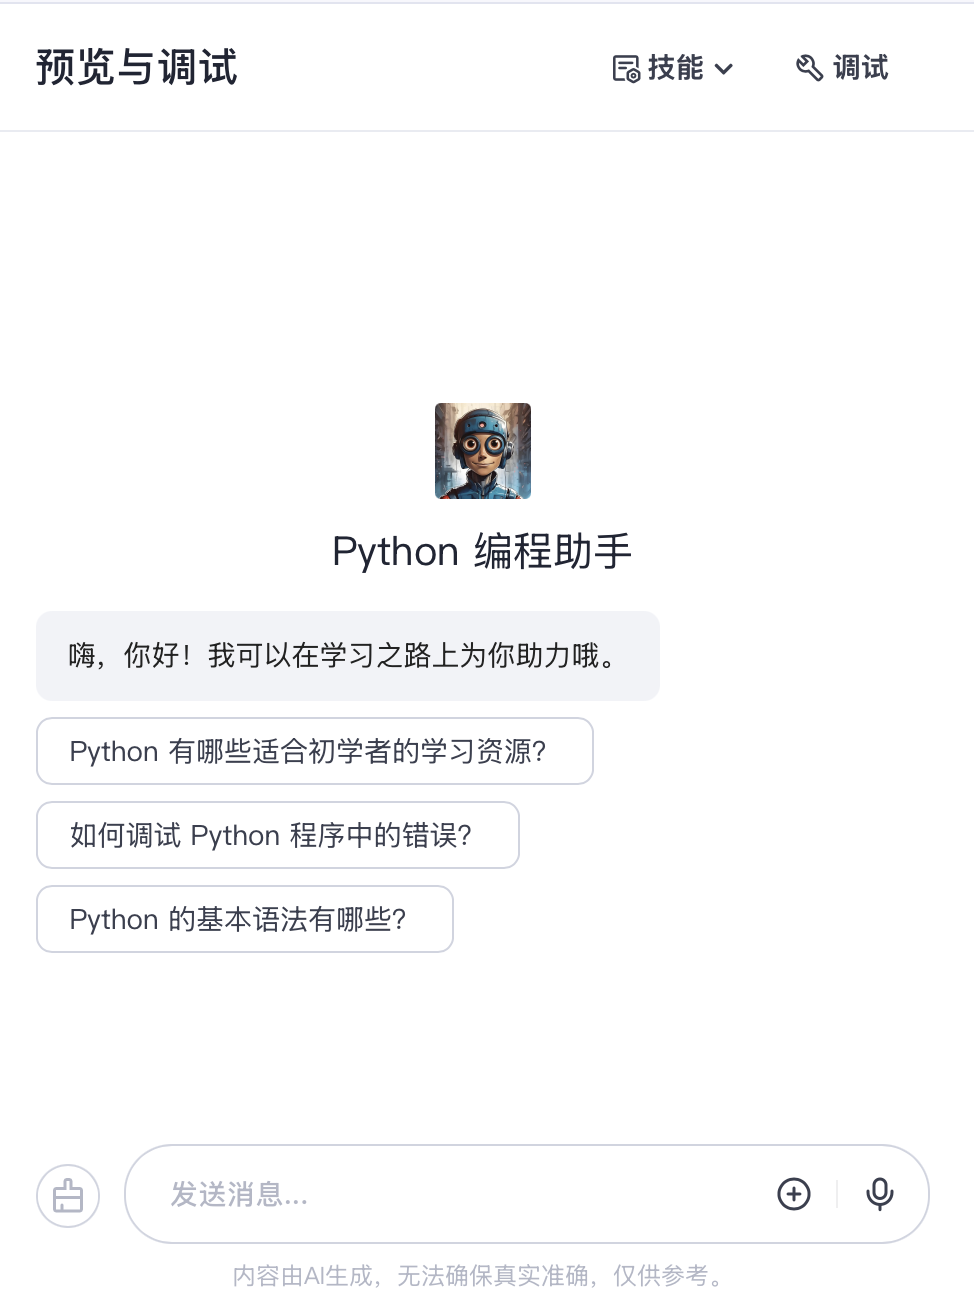 预览与调试
技能
调试
Python 编程助手
嗨，你好！我可以在学习之路上为你助力哦。
Python 有哪些适合初学者的学习资源?
如何调试 Python 程序中的错误?
Python 的基本语法有哪些?
发送消息...
内容由AI生成，无法确保真实准确，仅供参考。